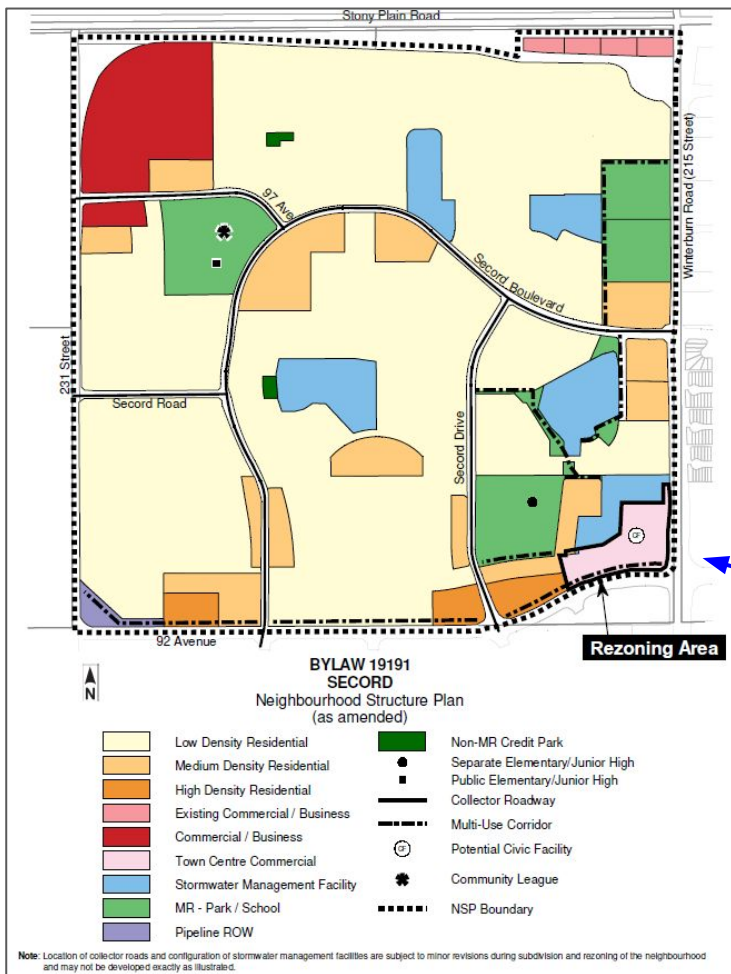 Stony Plain Road
97 Ave
Winterburn Road (215 Street)
Secord Boulevard
231 Street
Secord Road
Secord Drive
CF
Rezoning Area
92 Avenue
N
BYLAW 19191
SECORD
Neighbourhood Structure Plan
(as amended)
Low Density Residential
Medium Density Residential
High Density Residential
Existing Commercial / Business
Commercial / Business
Town Centre Commercial
Stormwater Management Facility
MR - Park / School
Pipeline ROW
Non-MR Credit Park
Separate Elementary/Junior High
Public Elementary/Junior High
Collector Roadway
Multi-Use Corridor
CF
Potential Civic Facility
Community League
NSP Boundary
Note: Location of collector roads and configuration of stormwater management facilities are subject to minor revisions during subdivision and rezoning of the neighbourhood
and may not be developed exactly as illustrated.